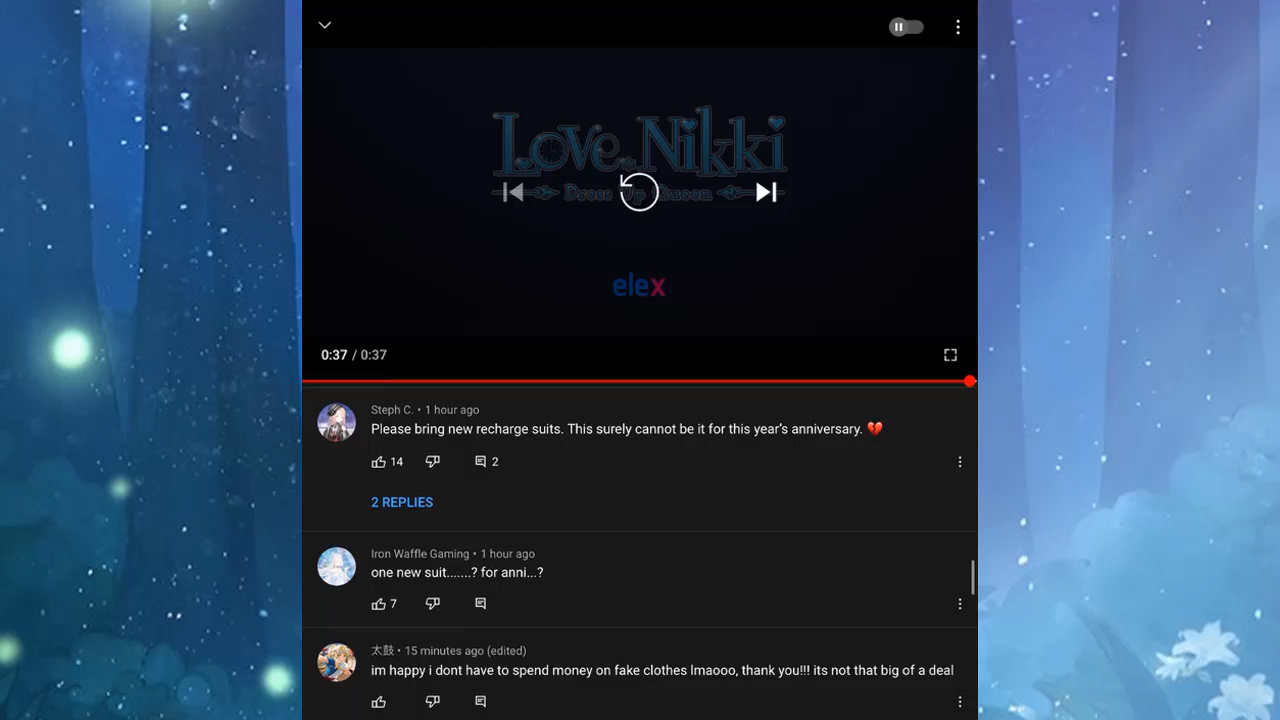 Love Nikki
Dress Up Queen
elex
0:37 / 0:37
Steph C. • 1 hour ago
Please bring new recharge suits. This surely cannot be it for this year's anniversary. 💔
14 2
2 REPLIES
Iron Waffle Gaming • 1 hour ago
one new suit.......? for anni...?
7
太鼓 • 15 minutes ago (edited)
im happy i dont have to spend money on fake clothes lmaooo, thank you!!! its not that big of a deal